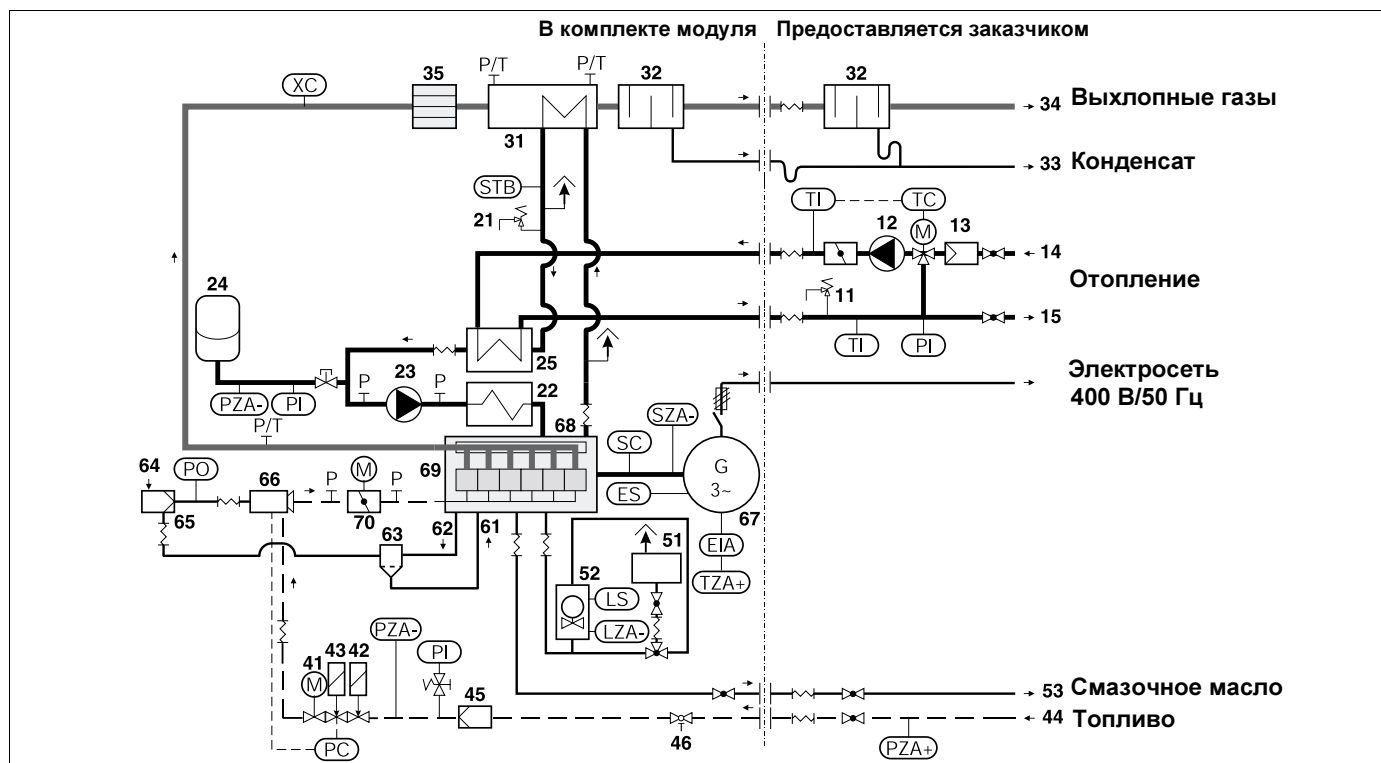 В комплекте модуля
Предоставляется заказчиком
XC
35
P/T
P/T
32
32
34 Выхлопные газы
31
33 Конденсат
STB
21
TI
TC
12
M
13
14
Отопление
11
15
24
TI
PI
25
23
22
P
P
PZA-
PI
P/T
Электросеть
400 В/50 Гц
68
SZA-
SC
64
PO
66
M
P
P
69
G
3~
ES
65
70
62
61
67
63
EIA
TZA+
51
52
LS
LZA-
PZA-
PI
41
43
42
M
45
53 Смазочное масло
44 Топливо
46
PC
PZA+